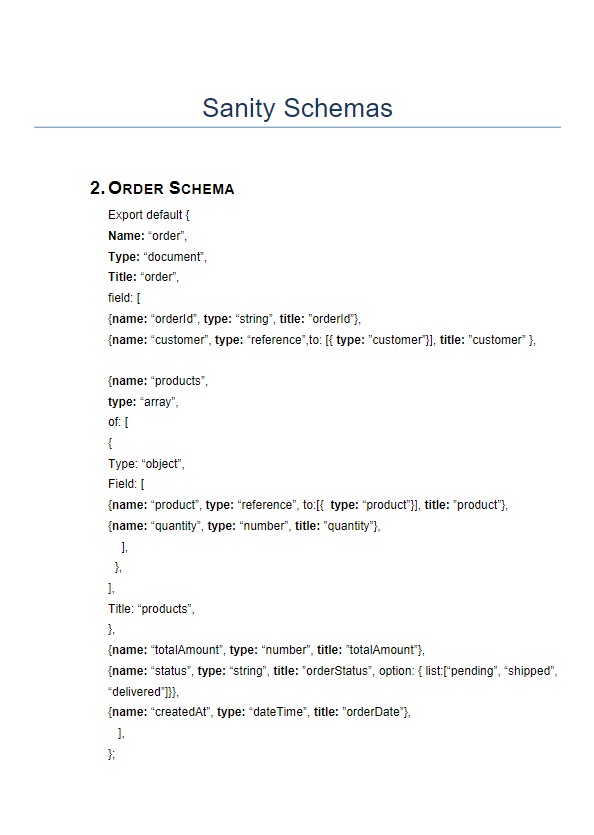 Sanity Schemas
2. ORDER SCHEMA
Export default {
Name: “order”,
Type: “document”,
Title: “order”,
field: [
{name: “orderId”, type: “string”, title: ”orderId”},
{name: “customer”, type: “reference”,to: [{ type: ”customer”}], title: ”customer” },
{name: “products”,
type: “array”,
of: [
{
Type: “object”,
Field: [
{name: “product”, type: “reference”, to:[{  type: “product”}], title: ”product”},
{name: “quantity”, type: “number”, title: ”quantity”},
],
},
],
Title: “products”,
},
{name: “totalAmount”, type: “number”, title: ”totalAmount”},
{name: “status”, type: “string”, title: ”orderStatus”, option: { list:[“pending”, “shipped”,
“delivered”]}},
{name: “createdAt”, type: “dateTime”, title: ”orderDate”},
],
};